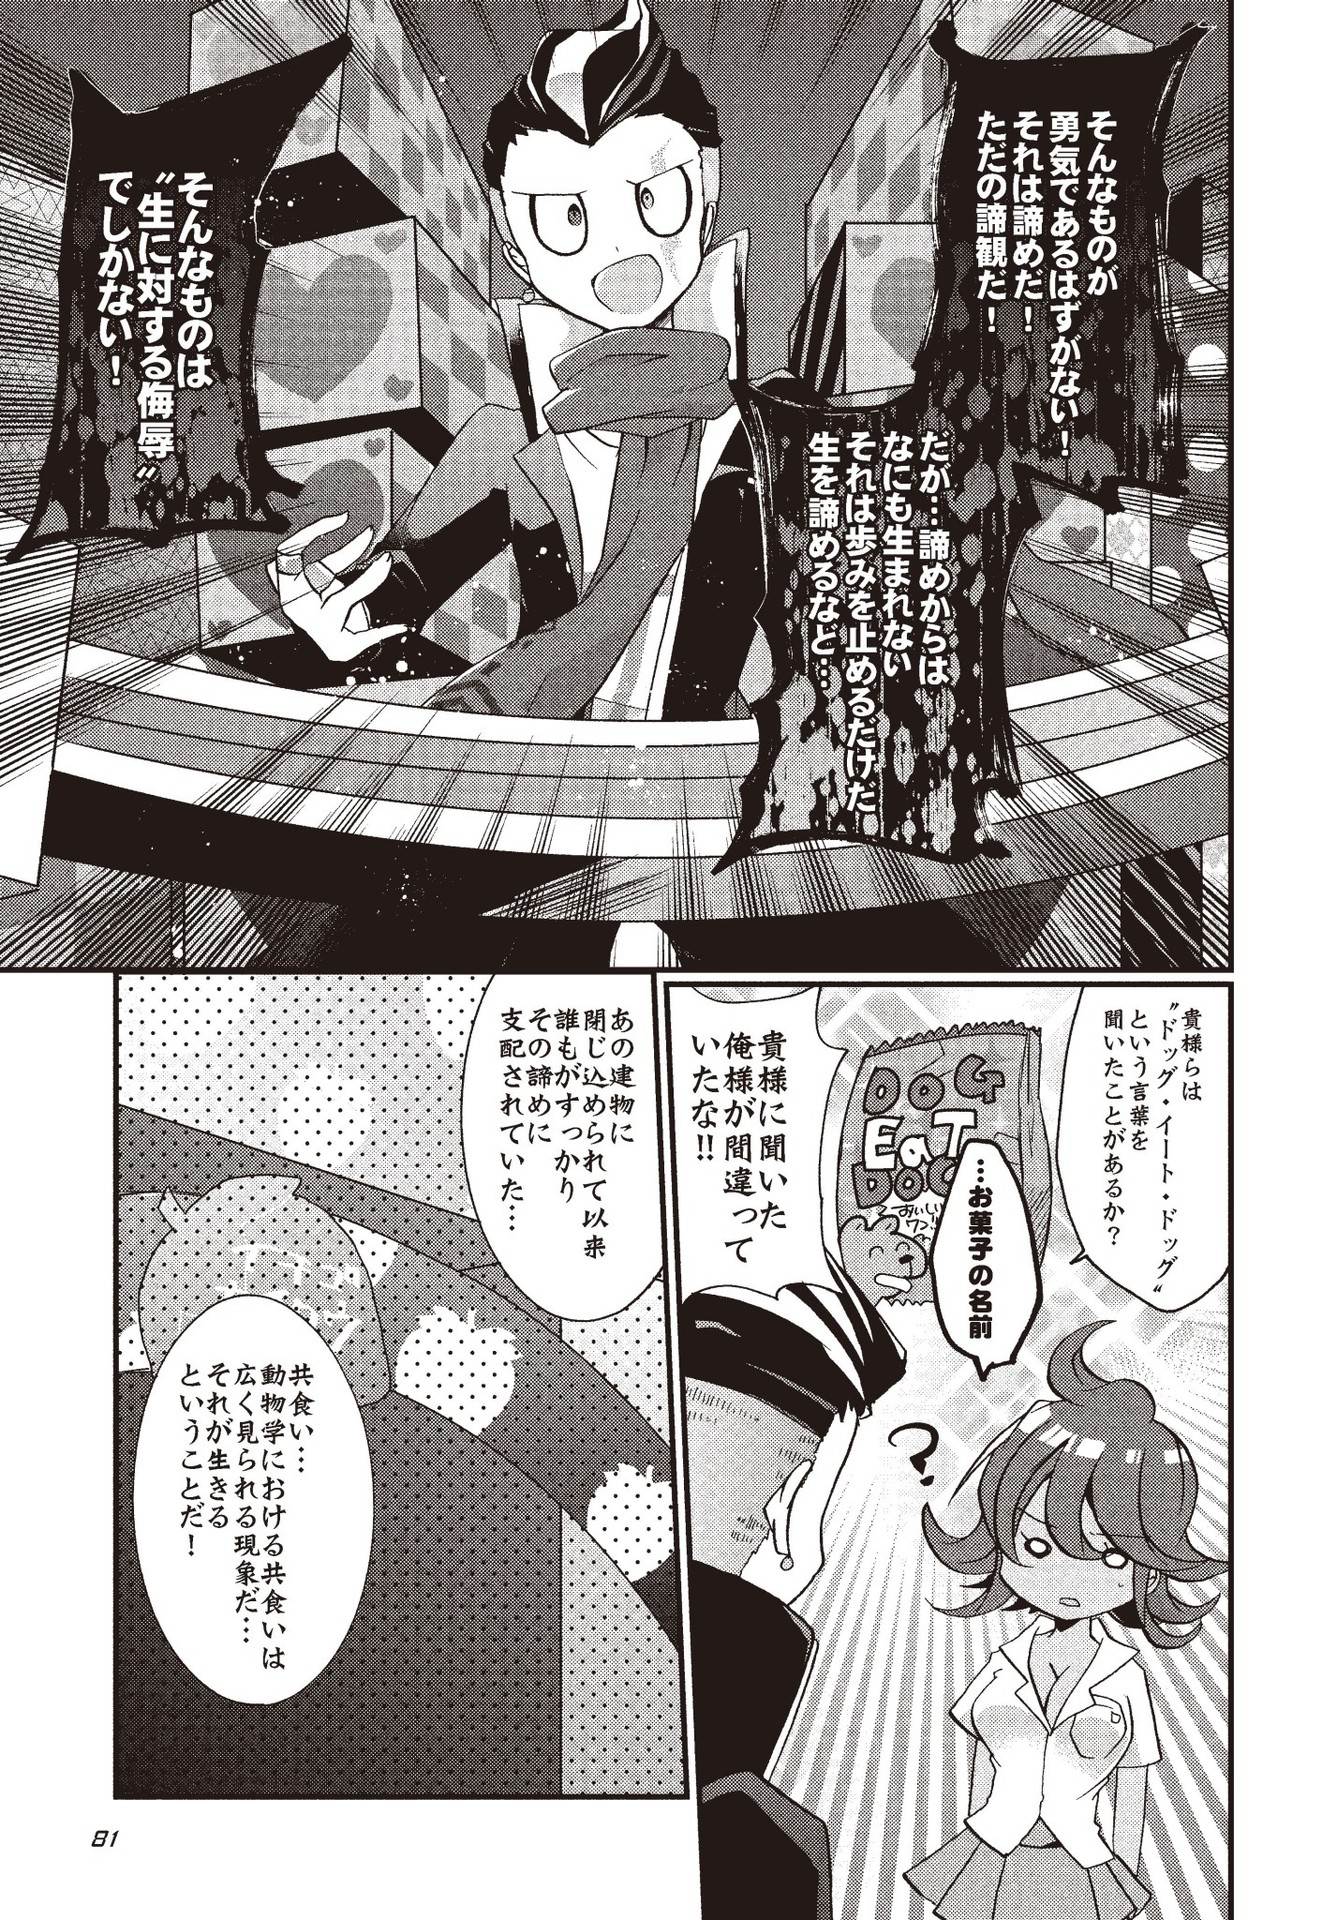 そんなものが
勇気であるはずがない！
それは諦めだ！
ただの諦観だ！
だが…諦めからは
なにも生まれない
それは歩みを止めるだけだ
生を諦めるなど…
そんなものは
〝生に対する侮辱〟
でしかない！
貴様らは
〝ドッグ・イート・ドッグ〟
という言葉を
聞いたことがあるか？
DOG
EaT
DOG
おいしい
ワン！
…お菓子の名前
？
貴様に聞いた
俺様が間違って
いたな!!
あの建物に
閉じ込められて以来
誰もがすっかり
その諦めに
支配されていた…
共食い…
動物学における共食いは
広く見られる現象だ…
それが生きる
ということだ！
81